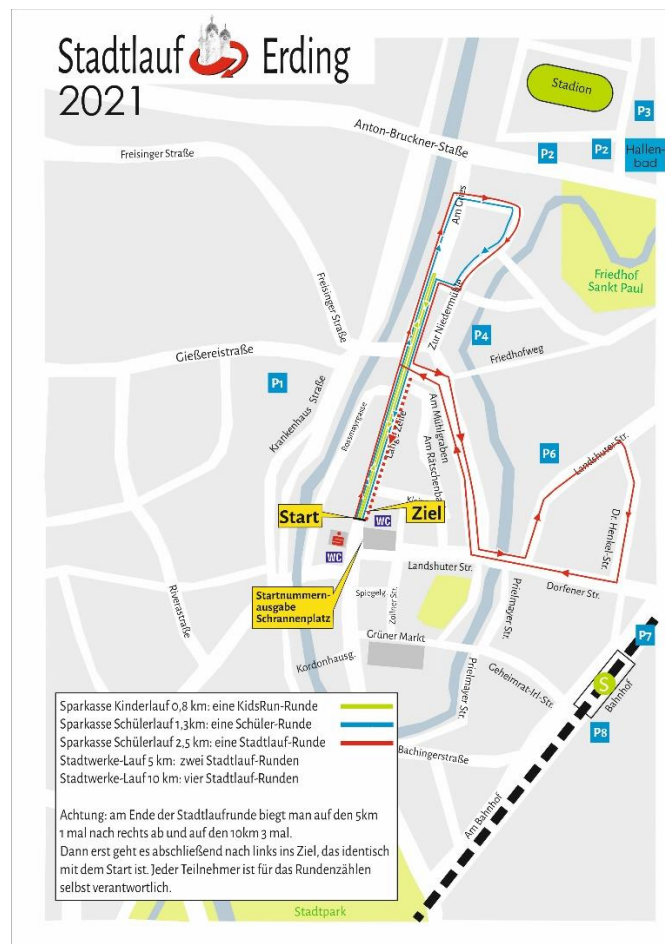 Stadtlauf Erding
2021
Stadion
P3
Anton-Bruckner-Staße
P2
P2
Hallen-
bad
Freisinger Straße
Am Gries
Friedhof
Sankt Paul
Freisinger Straße
Zur Niedermühle
P4
Friedhofweg
Gießereistraße
P1
Krankenhaus Straße
Rossmayrgasse
Lange Zeile
Am Mühlgraben
Am Rätschenbach
P6
Landshuter Str.
Dr. Henkel-Str.
Start
WC
Ziel
S
WC
Landshuter Str.
Dorfener Str.
Startnummern-
ausgabe
Schrannenplatz
Spiegelg.
Zollner Str.
Prielmayer Str.
Riverastraße
Grüner Markt
P7
Kordonhausg.
Prielmayer Str.
Geheimrat-Irl-Str.
S
Bahnhof
P8
Bachingerstraße
Am Bahnhof
Sparkasse Kinderlauf 0,8 km: eine KidsRun-Runde
Sparkasse Schülerlauf 1,3km: eine Schüler-Runde
Sparkasse Schülerlauf 2,5 km: eine Stadtlauf-Runde
Stadtwerke-Lauf 5 km: zwei Stadtlauf-Runden
Stadtwerke-Lauf 10 km: vier Stadtlauf-Runden
Achtung: am Ende der Stadtlaufrunde biegt man auf den 5km
1 mal nach rechts ab und auf den 10km 3 mal.
Dann erst geht es abschließend nach links ins Ziel, das identisch
mit dem Start ist. Jeder Teilnehmer ist für das Rundenzählen
selbst verantwortlich.
Stadtpark